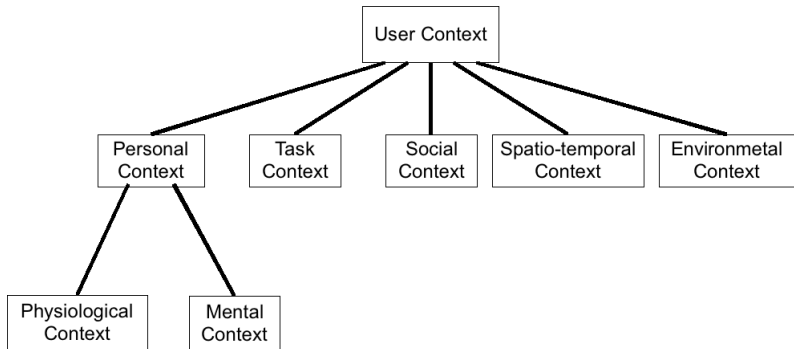 User Context
Personal
Context
Task
Context
Social
Context
Spatio-temporal
Context
Environmetal
Context
Physiological
Context
Mental
Context